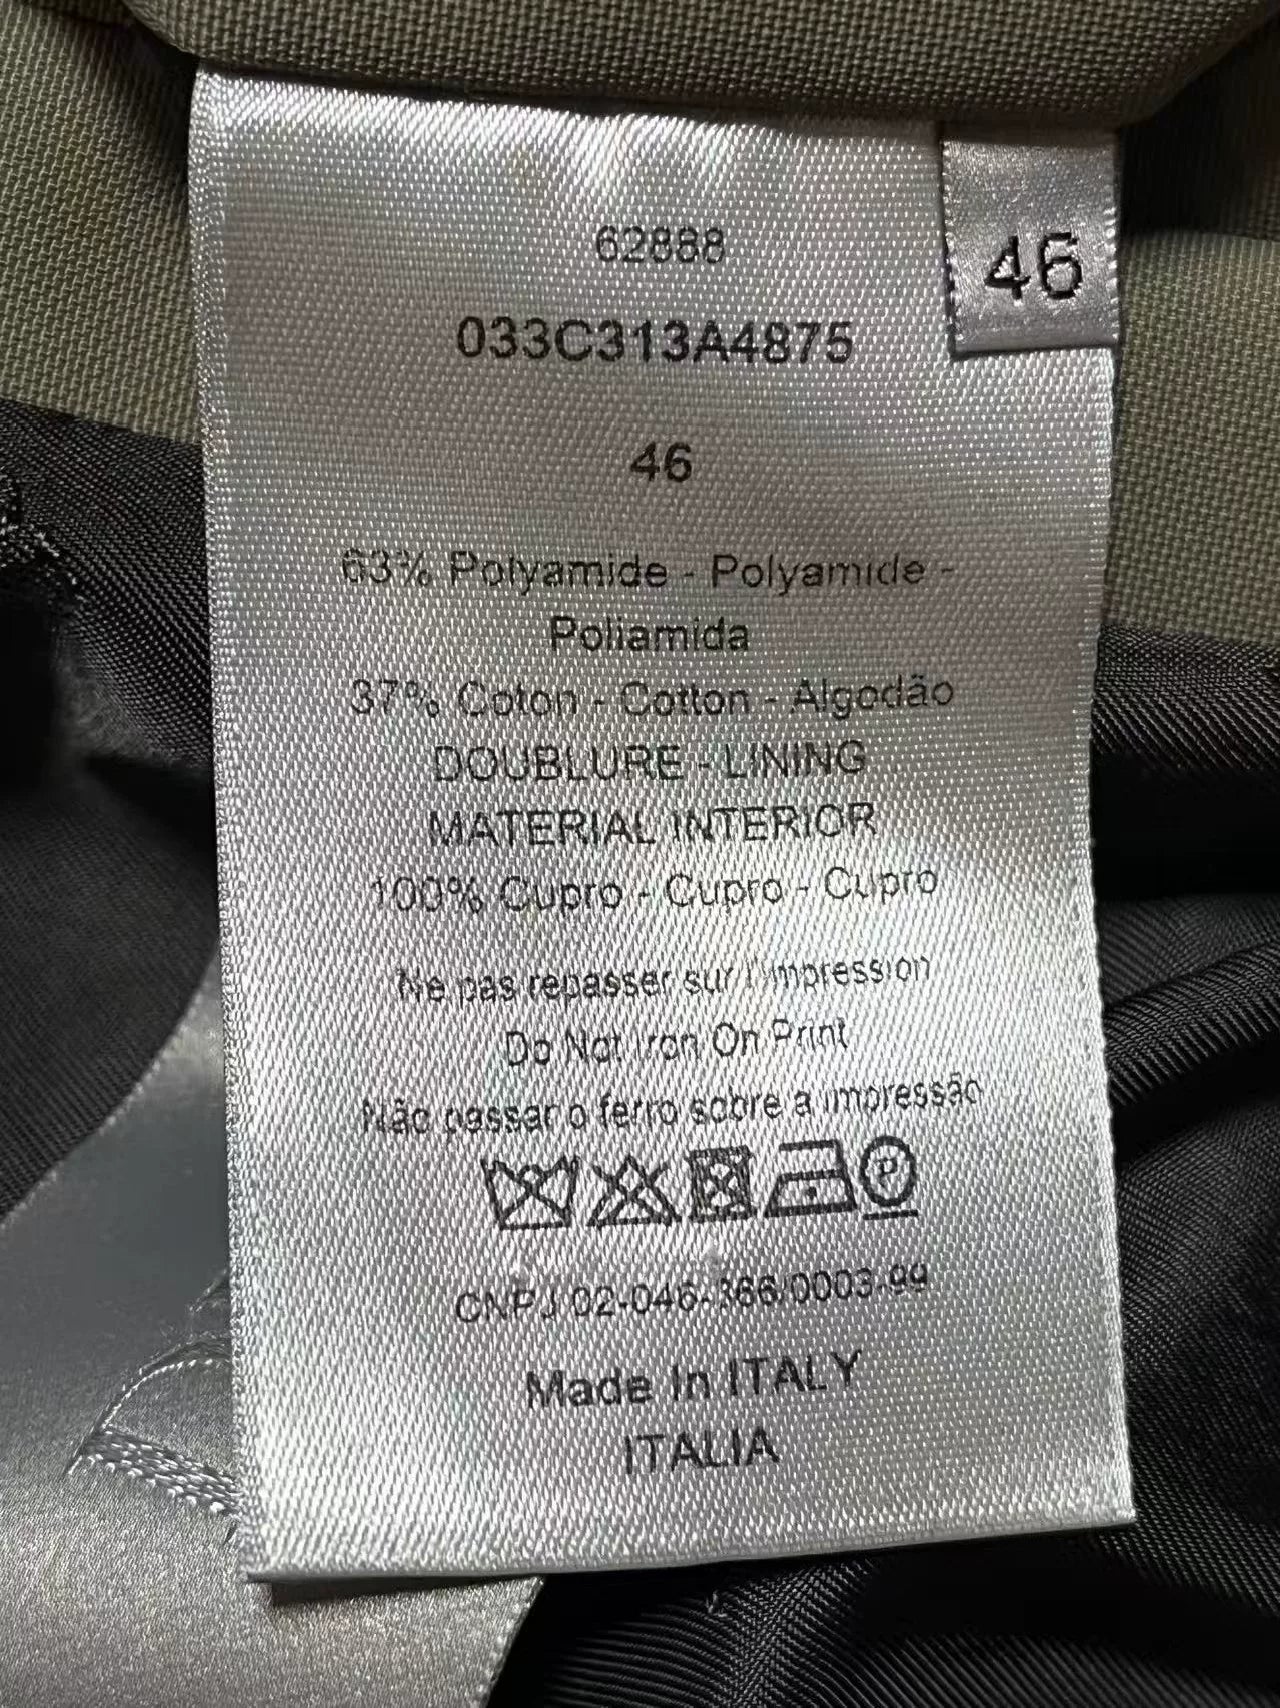 62888
46
033C313A4875
46
63% Polyamide - Polyamide -
Poliamida
37% Coton - Cotton - Algodão
DOUBLURE - LINING
MATERIAL INTERIOR
100% Cupro - Cupro - Cupro
Ne pas repasser sur l'impression
Do Not Iron On Print
Não passar o ferro sobre a impressão
P
CNPJ 02-046-366/0003-99
Made In ITALY
ITALIA